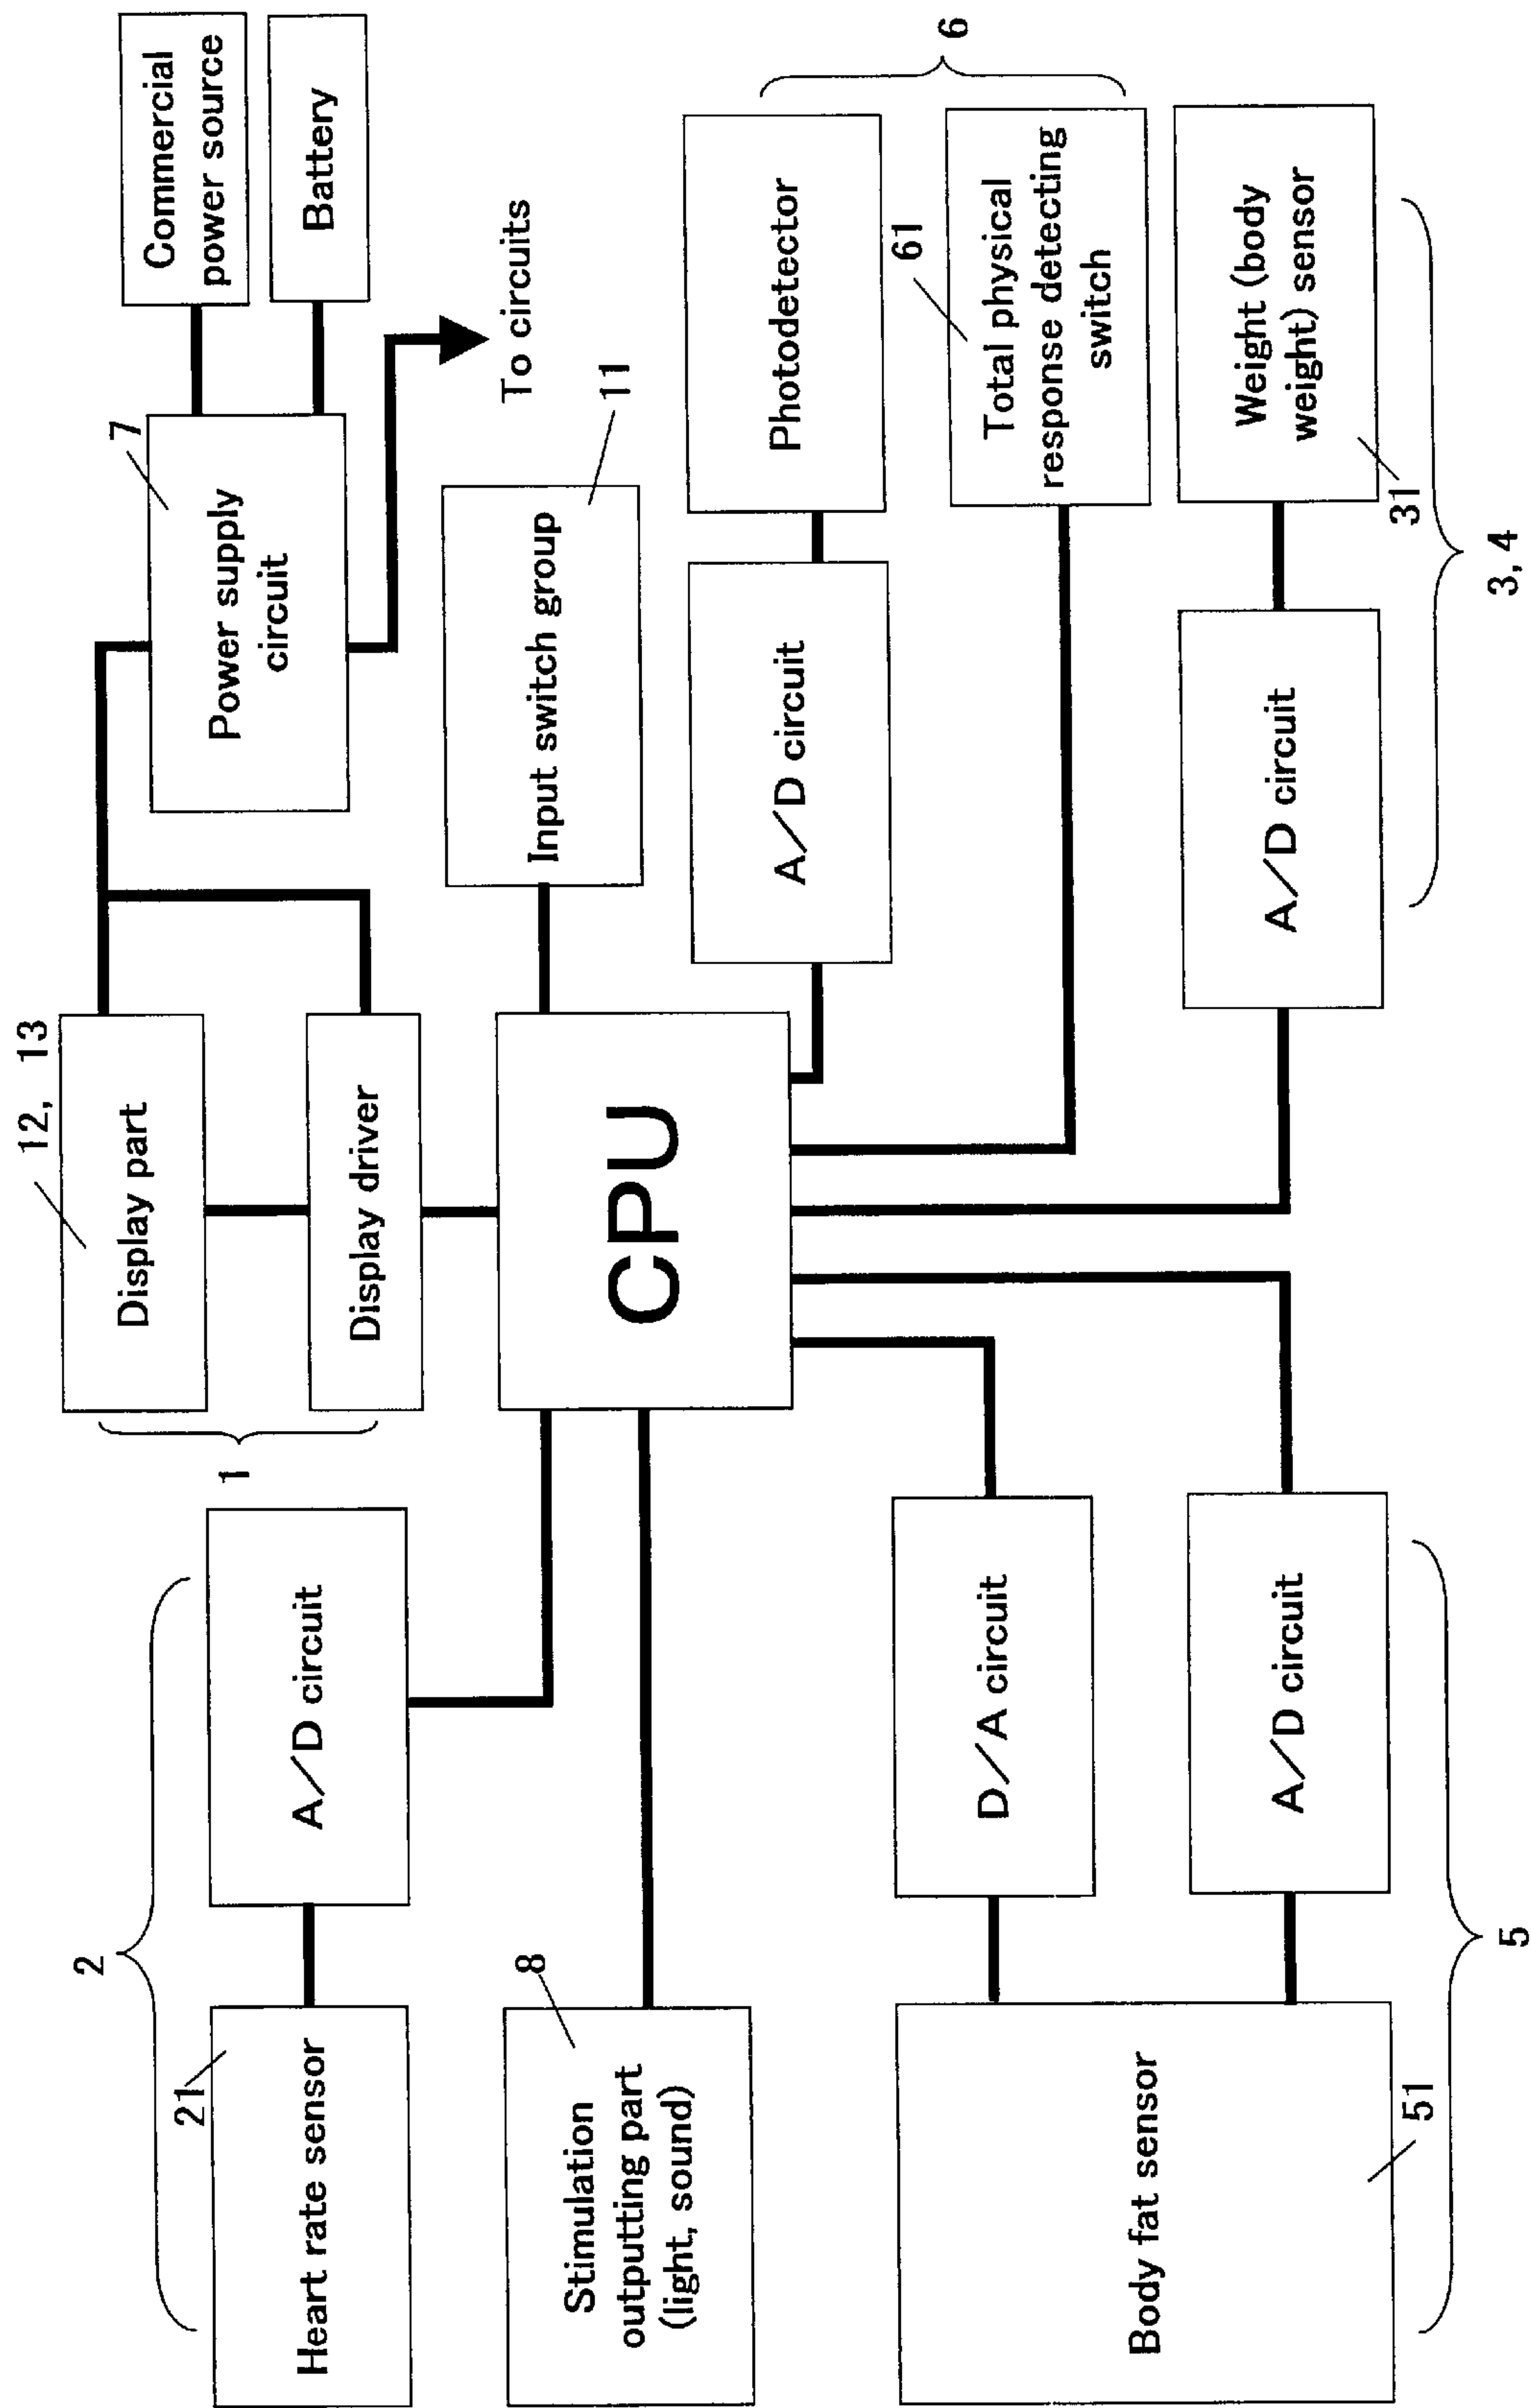 2
21
Heart rate sensor
A/D circuit
1
12, 13
Display part
Display driver
7
Power supply
circuit
Commercial
power source
Battery
To circuits
8
Stimulation
outputting part
(light, sound)
CPU
Input switch group
11
A/D circuit
Photodetector
6
61
Total physical
response detecting
switch
Body fat sensor
51
D/A circuit
A/D circuit
5
A/D circuit
Weight (body
weight) sensor
31
3, 4